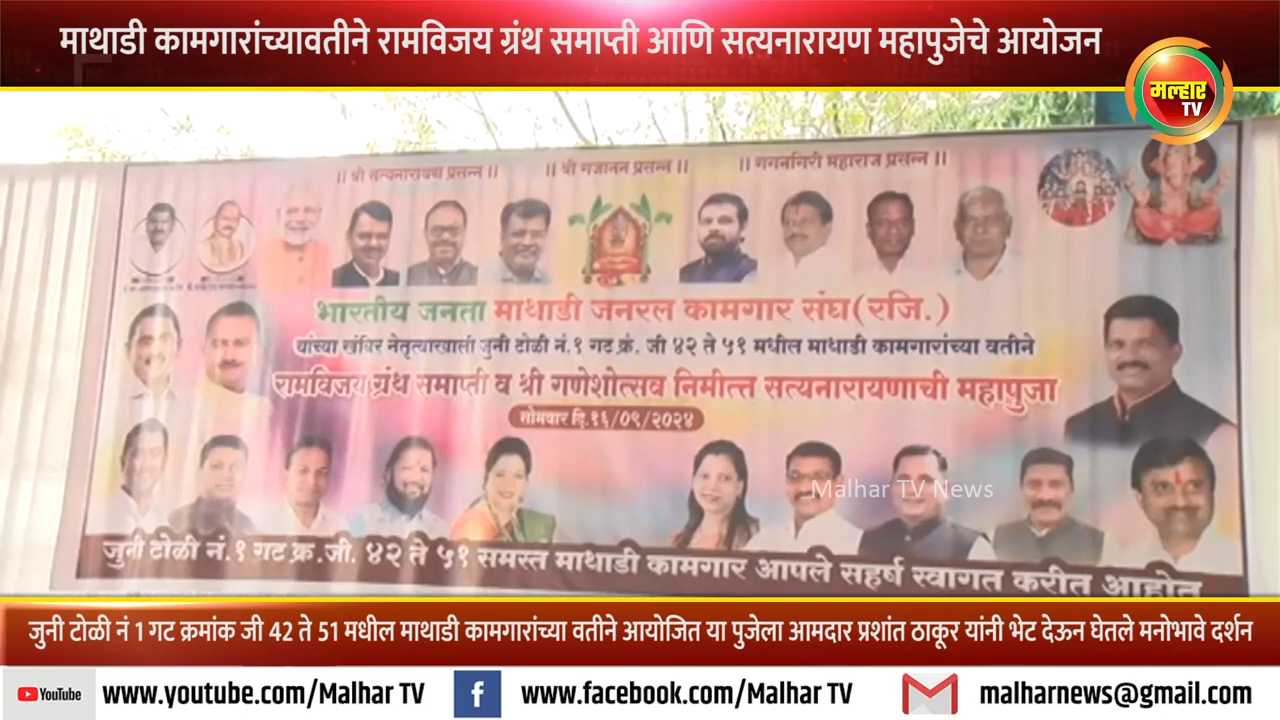 माथाडी कामगारांच्यावतीने रामविजय ग्रंथ समाप्ती आणि सत्यनारायण महापुजेचे आयोजन
मल्हार
TV
|| श्री सत्यनारायण प्रसन्न || || श्री गजानन प्रसन्न || || गगनगिरी महाराज प्रसन्न ||
भारतीय जनता माथाडी जनरल कामगार संघ(रजि.)
यांच्या खंबिर नेतृत्वाखाली जुनी टोळी नं.१ गट क्रं. जी ४२ ते ५१ मधील माथाडी कामगारांच्या वतीने
रामविजय ग्रंथ समाप्ती व श्री गणेशोत्सव निमीत्त सत्यनारायणाची महापुजा
सोमवार दि.१६/०९/२०२४
Malhar TV News
जुनी टोळी नं.१ गट.क्र.जी. ४२ ते ५१ समस्त माथाडी कामगार आपले सहर्ष स्वागत करीत आहोत
जुनी टोळी नं 1 गट क्रमांक जी 42 ते 51 मधील माथाडी कामगारांच्या वतीने आयोजित या पुजेला आमदार प्रशांत ठाकूर यांनी भेट देऊन घेतले मनोभावे दर्शन
YouTube www.youtube.com/Malhar TV f www.facebook.com/Malhar TV malharnews@gmail.com